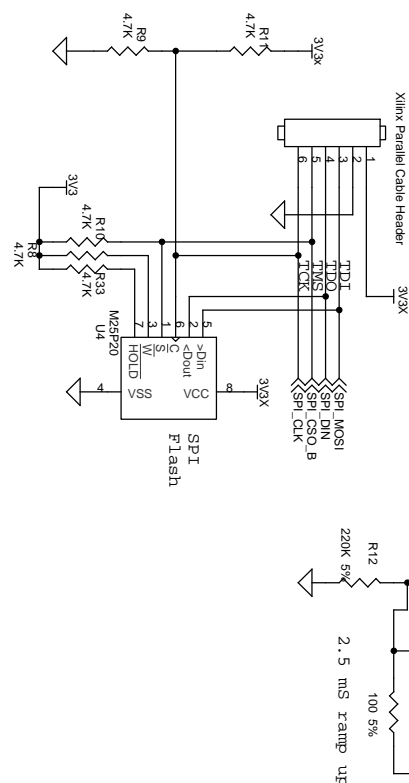 Xilinx Parallel Cable Header
1
2
3
4
5
6
3V3X
TDI
TDO
TMS
TCK
SPI_MOSI
SPI_DIN
SPI_CSO_B
SPI_CLK
3V3x
R11
4.7K
R9
4.7K
3V3
R10
4.7K
R8
4.7K
R33
4.7K
5
2
6
1
3
7
>Din
<Dout
C
S
W
HOLD
VCC
VSS
8
4
3V3X
M25P20
U4
SPI
Flash
R12
220K 5%
100 5%
2.5 mS ramp up